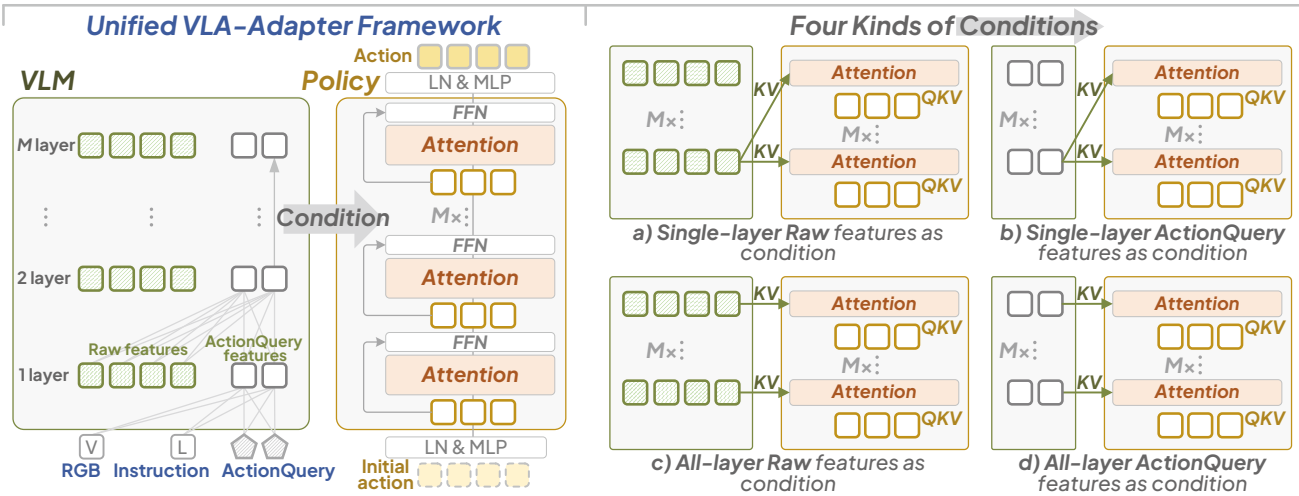 Unified VLA-Adapter Framework
VLM
Policy
Action
LN & MLP
FFN
Attention
M layer
Condition
M×
FFN
Attention
2 layer
Raw features
ActionQuery
features
FFN
Attention
1 layer
V
L
RGB
Instruction
ActionQuery
LN & MLP
Initial
action
Four Kinds of Conditions
KV
Attention
QKV
M×
M×
KV
Attention
QKV
a) Single-layer Raw features as
condition
KV
Attention
QKV
M×
M×
KV
Attention
QKV
b) Single-layer ActionQuery
features as condition
KV
Attention
QKV
M×
M×
KV
Attention
QKV
c) All-layer Raw features as
condition
KV
Attention
QKV
M×
M×
KV
Attention
QKV
d) All-layer ActionQuery
features as condition